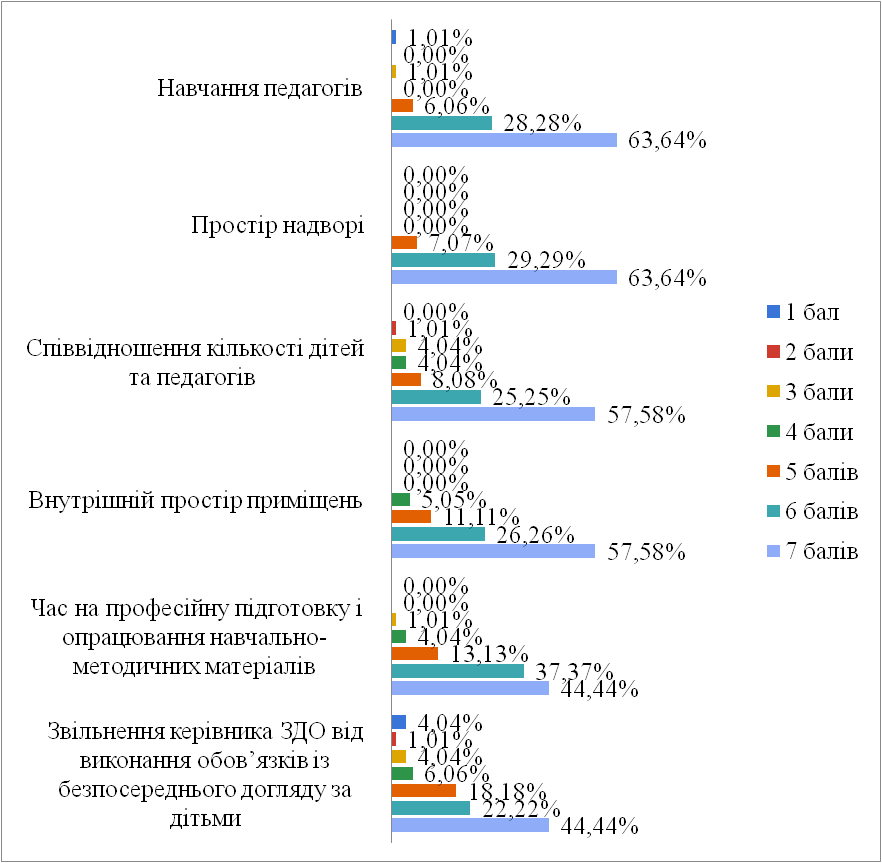 Навчання педагогів
1,01%
0,00%
1,01%
0,00%
6,06%
28,28%
63,64%
Простір надворі
0,00%
0,00%
0,00%
0,00%
7,07%
29,29%
63,64%
Співвідношення кількості дітей
та педагогів
0,00%
1,01%
4,04%
4,04%
8,08%
25,25%
57,58%
Внутрішній простір приміщень
0,00%
0,00%
0,00%
5,05%
11,11%
26,26%
57,58%
Час на професійну підготовку і
опрацювання навчально-
методичних матеріалів
0,00%
0,00%
1,01%
4,04%
13,13%
37,37%
44,44%
Звільнення керівника ЗДО від
виконання обов’язків із
безпосереднього догляду за
дітьми
4,04%
1,01%
4,04%
6,06%
18,18%
22,22%
44,44%
1 бал
2 бали
3 бали
4 бали
5 балів
6 балів
7 балів